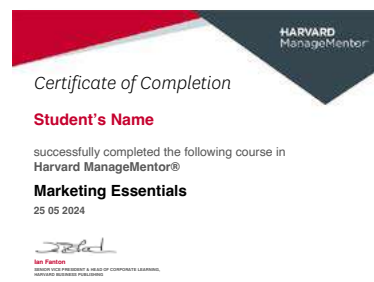 HARVARD
ManageMentor
Certificate of Completion
Student's Name
successfully completed the following course in
Harvard ManageMentor®
Marketing Essentials
25 05 2024
Ian Fanton
SENIOR VICE PRESIDENT & HEAD OF CORPORATE LEARNING,
HARVARD BUSINESS PUBLISHING